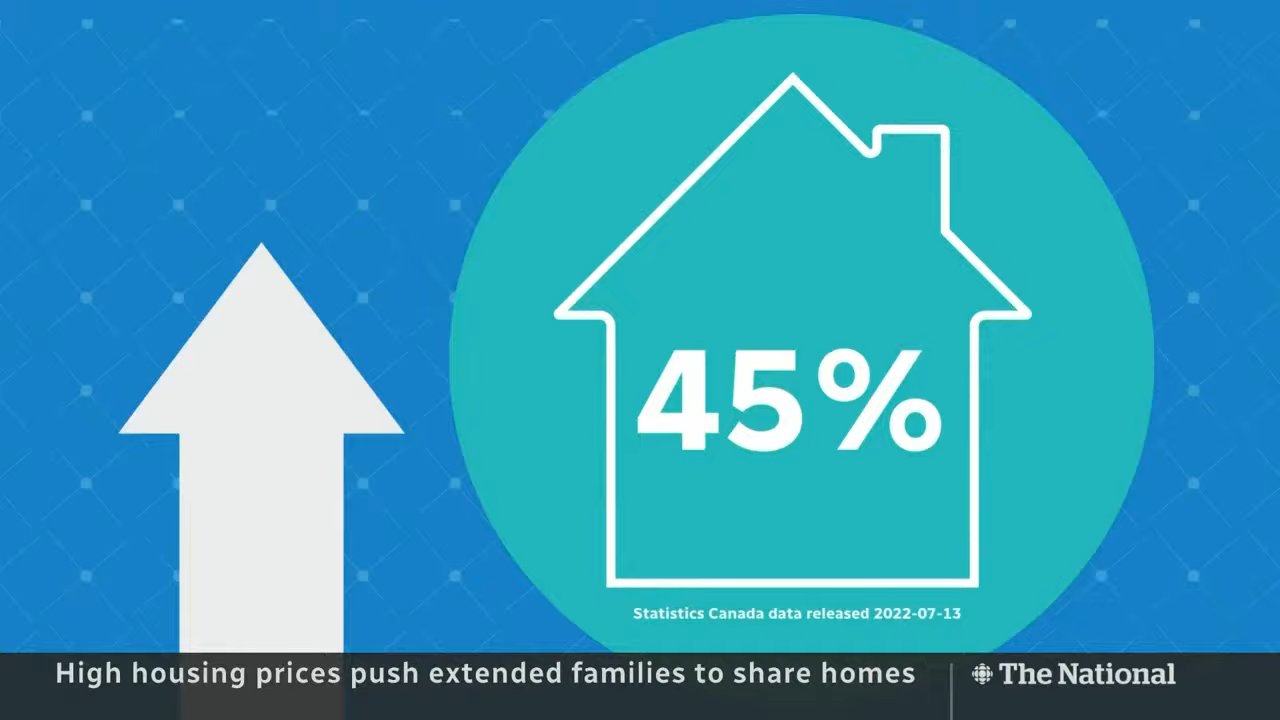 45%
Statistics Canada data released 2022-07-13
High housing prices push extended families to share homes
The National